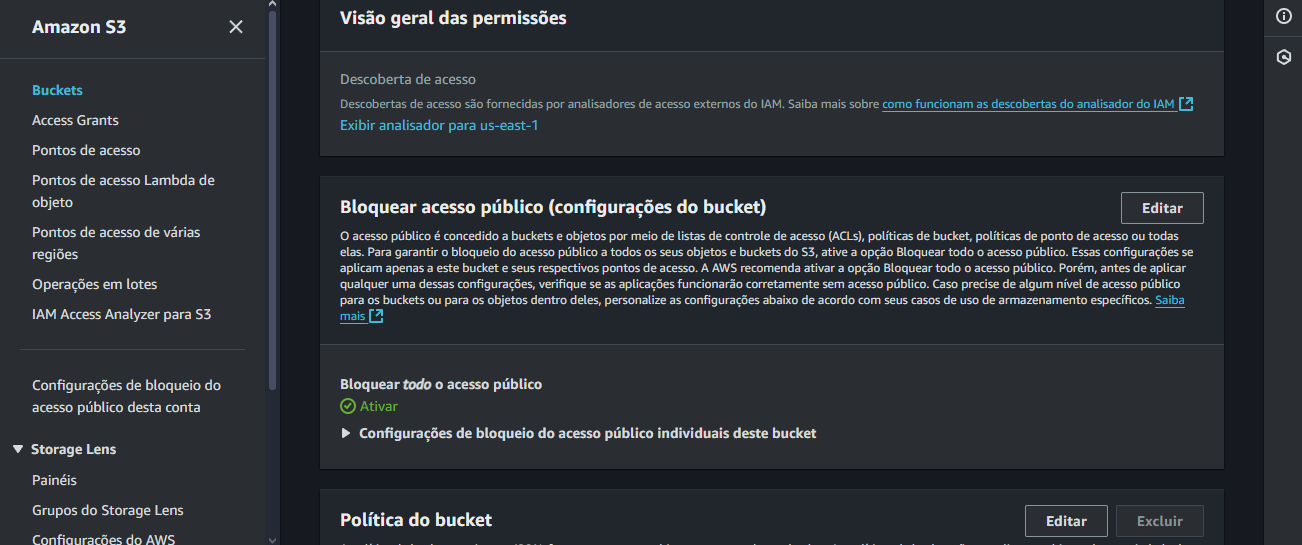 Amazon S3
Buckets
Access Grants
Pontos de acesso
Pontos de acesso Lambda de
objeto
Pontos de acesso de várias
regiões
Operações em lotes
IAM Access Analyzer para S3
Configurações de bloqueio do
acesso público desta conta
Storage Lens
Painéis
Grupos do Storage Lens
Configurações do AWS
Visão geral das permissões
Descoberta de acesso
Descobertas de acesso são fornecidas por analisadores de acesso externos do IAM. Saiba mais sobre como funcionam as descobertas do analisador do IAM
Exibir analisador para us-east-1
Bloquear acesso público (configurações do bucket)
Editar
O acesso público é concedido a buckets e objetos por meio de listas de controle de acesso (ACLs), políticas de bucket, políticas de ponto de acesso ou todas
elas. Para garantir o bloqueio do acesso público a todos os seus objetos e buckets do S3, ative a opção Bloquear todo o acesso público. Essas configurações se
aplicam apenas a este bucket e seus respectivos pontos de acesso. A AWS recomenda ativar a opção Bloquear todo o acesso público. Porém, antes de aplicar
qualquer uma dessas configurações, verifique se as aplicações funcionarão corretamente sem acesso público. Caso precise de algum nível de acesso público
para os buckets ou para os objetos dentro deles, personalize as configurações abaixo de acordo com seus casos de uso de armazenamento específicos. Saiba
mais
Bloquear todo o acesso público
Ativar
Configurações de bloqueio do acesso público individuais deste bucket
Política do bucket
Editar
Excluir